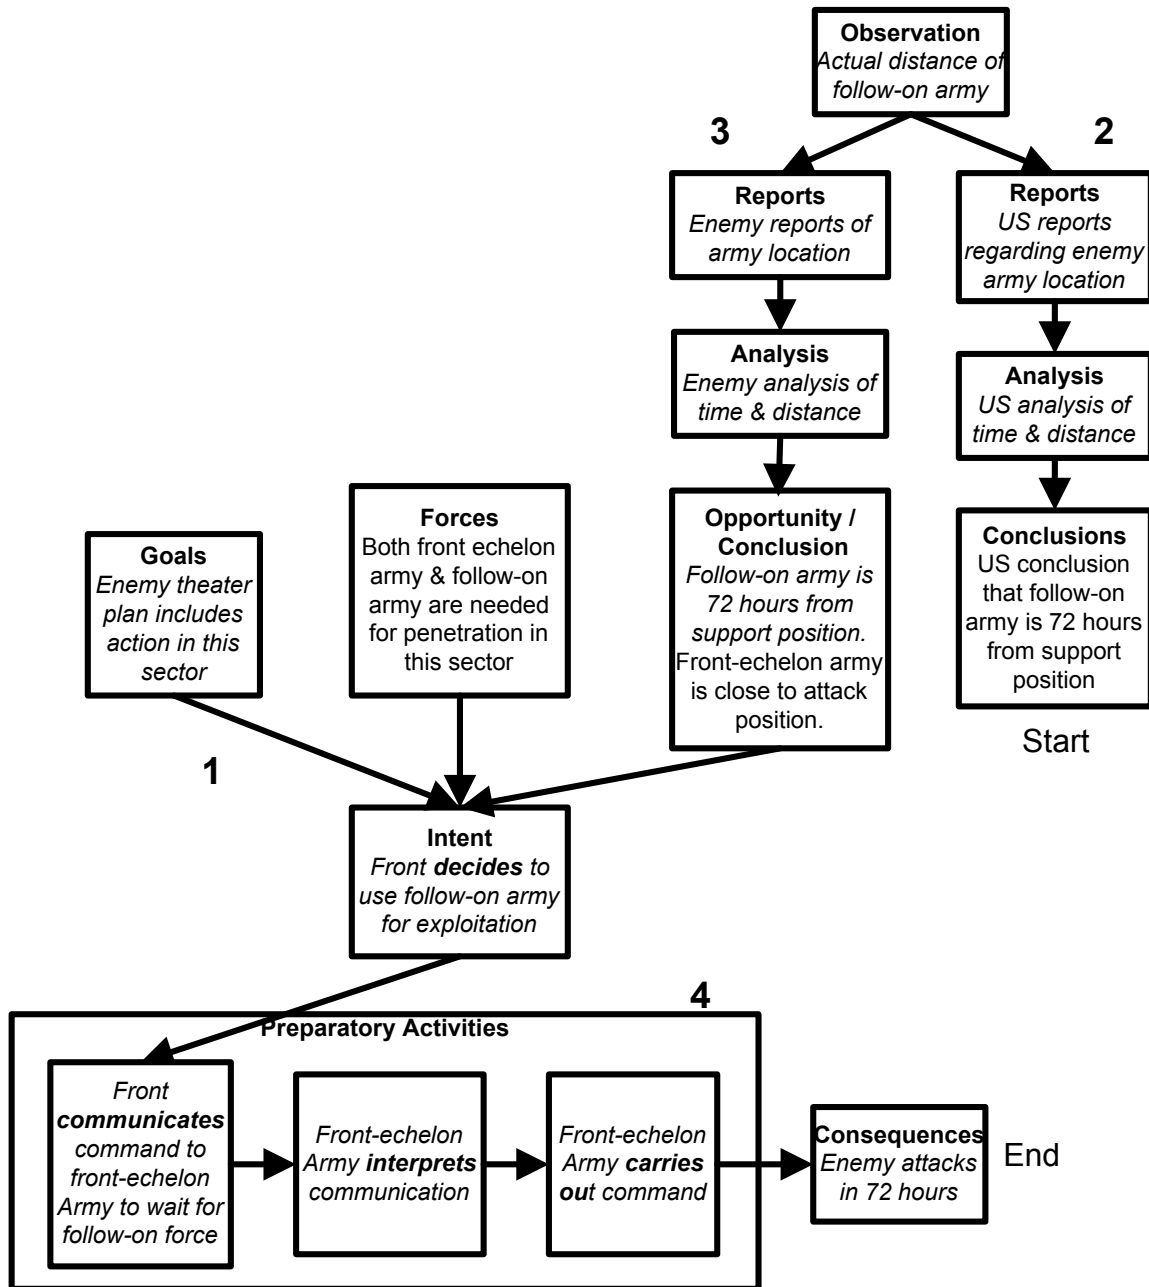 Observation
Actual distance of
follow-on army
3
2
Reports
Enemy reports of
army location
Reports
US reports
regarding enemy
army location
Analysis
Enemy analysis of
time & distance
Analysis
US analysis of
time & distance
Goals
Enemy theater
plan includes
action in this
sector
Forces
Both front echelon
army & follow-on
army are needed
for penetration in
this sector
Opportunity /
Conclusion
Follow-on army is
72 hours from
support position.
Front-echelon army
is close to attack
position.
Conclusions
US conclusion
that follow-on
army is 72 hours
from support
position
Start
1
Intent
Front decides to
use follow-on army
for exploitation
4
Preparatory Activities
Front
communicates
command to
front-echelon
Army to wait for
follow-on force
Front-echelon
Army interprets
communication
Front-echelon
Army carries
out command
Consequences
Enemy attacks
in 72 hours
End